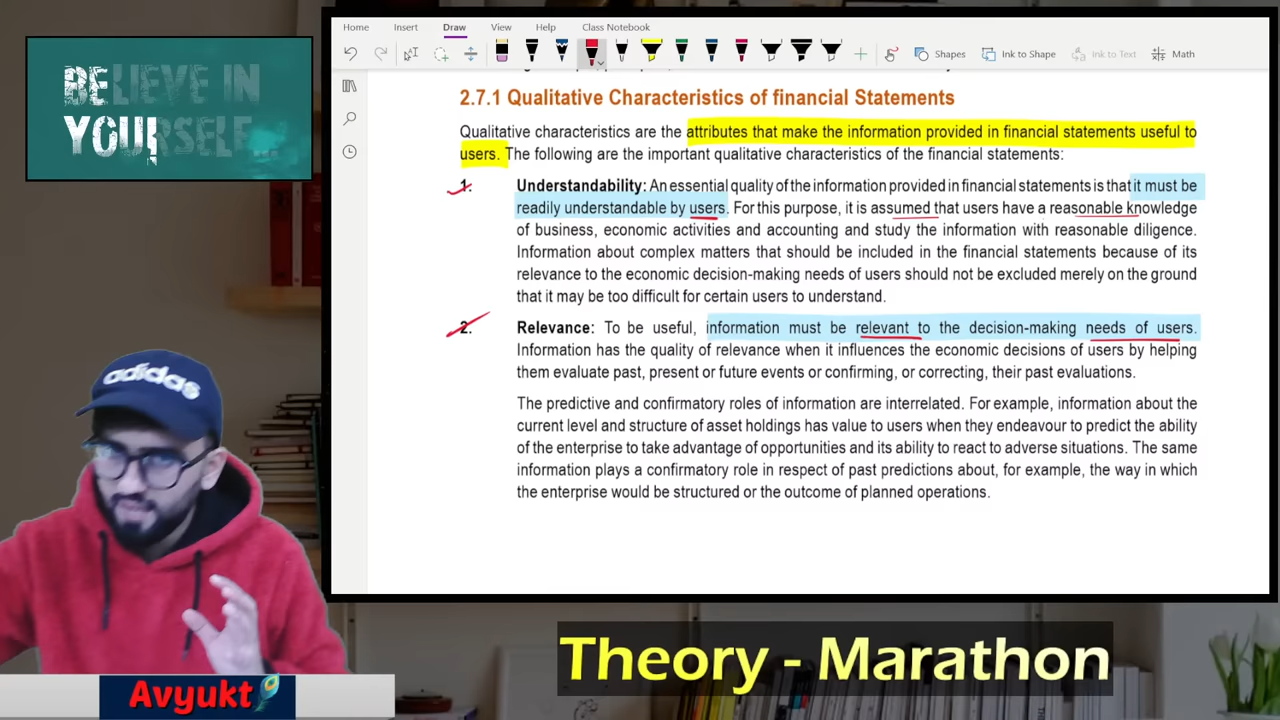 BELIEVE IN
YOURSELF...
adidas
Avyukt
Home Insert Draw View Help Class Notebook
Shapes Ink to Shape Ink to Text Math
2.7.1 Qualitative Characteristics of financial Statements
Qualitative characteristics are the attributes that make the information provided in financial statements useful to
users. The following are the important qualitative characteristics of the financial statements:
1. Understandability: An essential quality of the information provided in financial statements is that it must be
readily understandable by users. For this purpose, it is assumed that users have a reasonable knowledge
of business, economic activities and accounting and study the information with reasonable diligence.
Information about complex matters that should be included in the financial statements because of its
relevance to the economic decision-making needs of users should not be excluded merely on the ground
that it may be too difficult for certain users to understand.
2. Relevance: To be useful, information must be relevant to the decision-making needs of users.
Information has the quality of relevance when it influences the economic decisions of users by helping
them evaluate past, present or future events or confirming, or correcting, their past evaluations.
The predictive and confirmatory roles of information are interrelated. For example, information about the
current level and structure of asset holdings has value to users when they endeavour to predict the ability
of the enterprise to take advantage of opportunities and its ability to react to adverse situations. The same
information plays a confirmatory role in respect of past predictions about, for example, the way in which
the enterprise would be structured or the outcome of planned operations.
Theory - Marathon